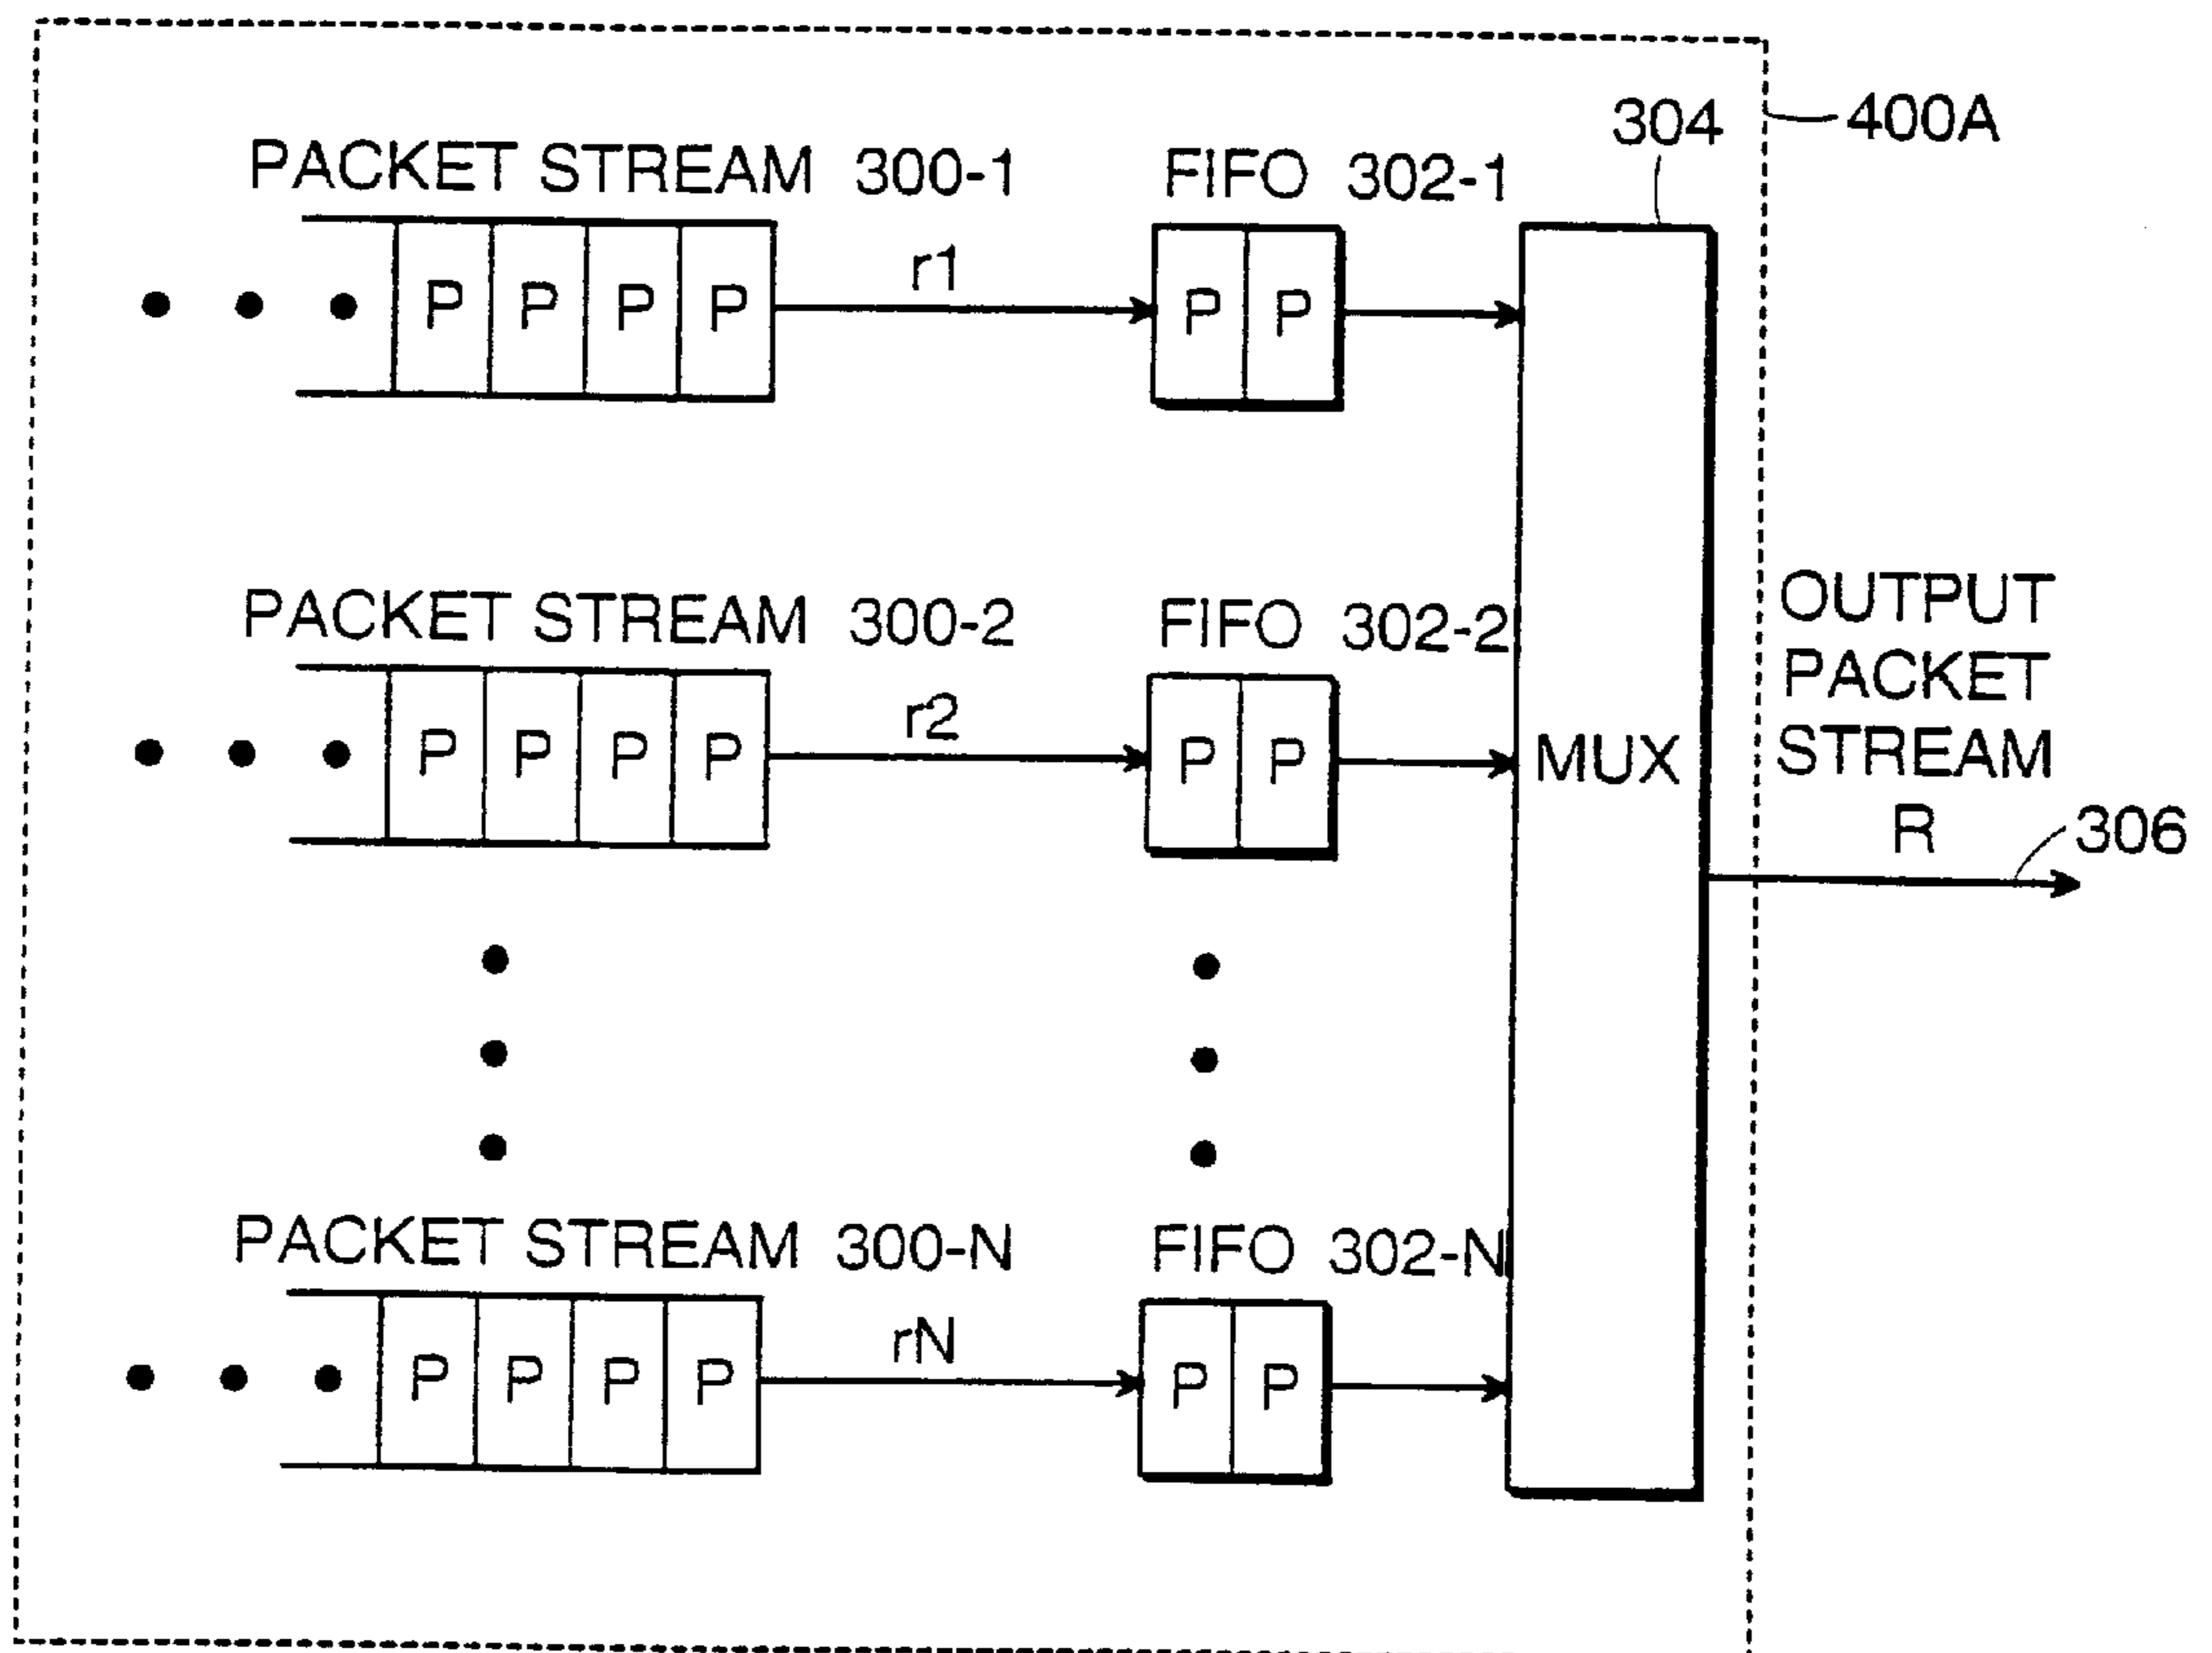 304
400A
PACKET STREAM 300-1
FIFO 302-1
P P P P
r1
P P
PACKET STREAM 300-2
FIFO 302-2
P P P P
r2
P P
MUX
OUTPUT
PACKET
STREAM
R
306
PACKET STREAM 300-N
FIFO 302-N
P P P P
rN
P P